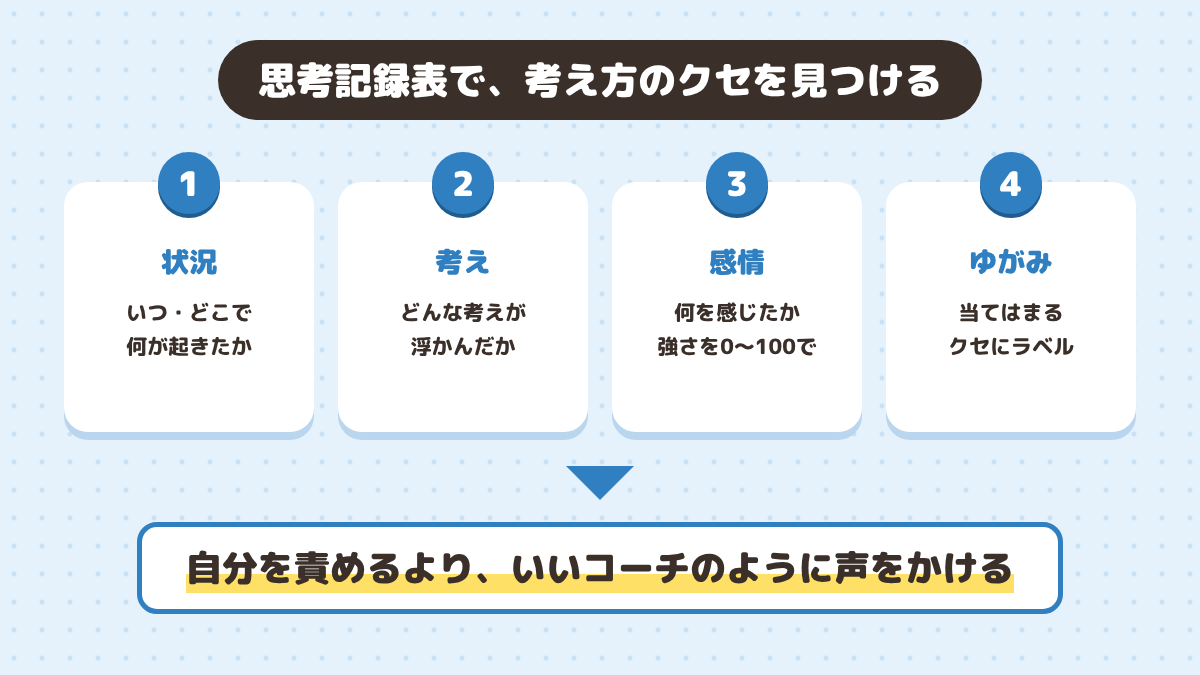 思考記録表で、考え方のクセを見つける
1
状況
いつ・どこで
何が起きたか
2
考え
どんな考えが
浮かんだか
3
感情
何を感じたか
強さを0〜100で
4
ゆがみ
当てはまる
クセにラベル
自分を責めるより、いいコーチのように声をかける